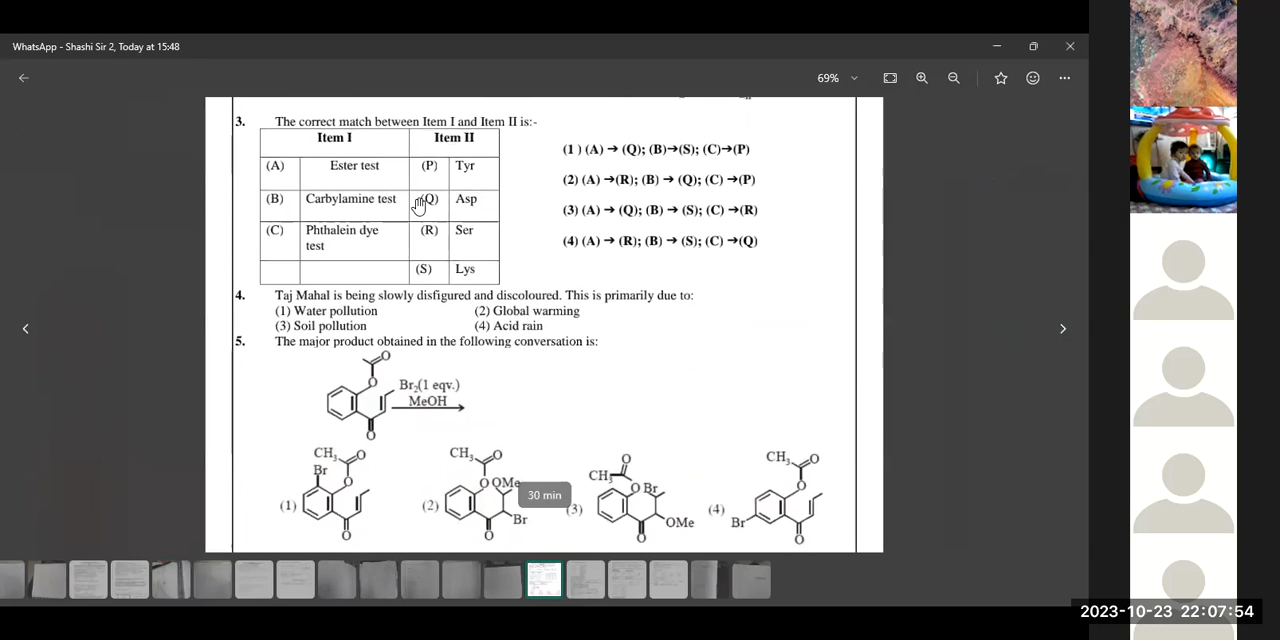 WhatsApp - Shashi Sir 2, Today at 15:48
69%
3. The correct match between Item I and Item II is:-
Item I Item II
(A) Ester test (P) Tyr
(B) Carbylamine test (Q) Asp
(C) Phthalein dye test (R) Ser
(S) Lys
(1 ) (A) → (Q); (B)→(S); (C)→(P)
(2) (A) →(R); (B) → (Q); (C) →(P)
(3) (A) → (Q); (B) → (S); (C) →(R)
(4) (A) → (R); (B) → (S); (C) →(Q)
4. Taj Mahal is being slowly disfigured and discoloured. This is primarily due to:
(1) Water pollution (2) Global warming
(3) Soil pollution (4) Acid rain
5. The major product obtained in the following conversation is:
O
O
Br₂(1 eqv.)
MeOH
O
(1) CH₃ O Br O O
(2) CH₃ O O OMe Br O
(3) CH₃ O O Br OMe O
(4) CH₃ O O Br O
30 min
2023-10-23 22:07:54